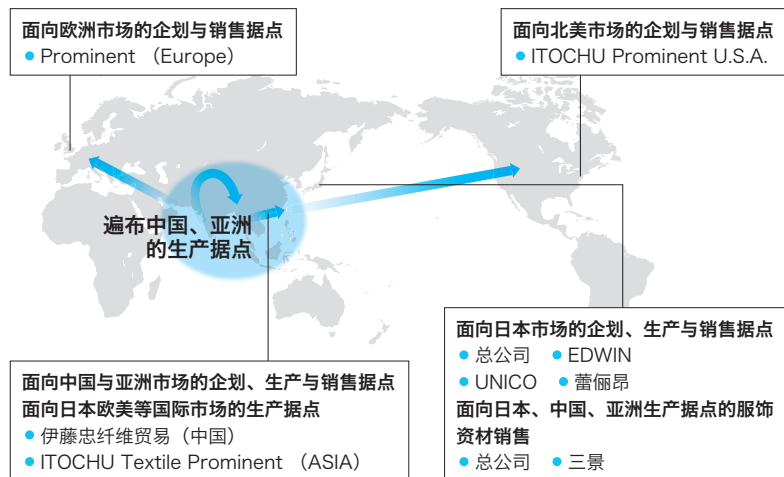 面向欧洲市场的企划与销售据点
● Prominent （Europe）
面向北美市场的企划与销售据点
● ITOCHU Prominent U.S.A.
遍布中国、亚洲
的生产据点
面向中国与亚洲市场的企划、生产与销售据点
面向日本欧美等国际市场的生产据点
● 伊藤忠纤维贸易（中国）
● ITOCHU Textile Prominent （ASIA）
面向日本市场的企划、生产与销售据点
● 总公司 ● EDWIN
● UNICO ● 蕾俪昂
面向日本、中国、亚洲生产据点的服饰
资材销售
● 总公司 ● 三景